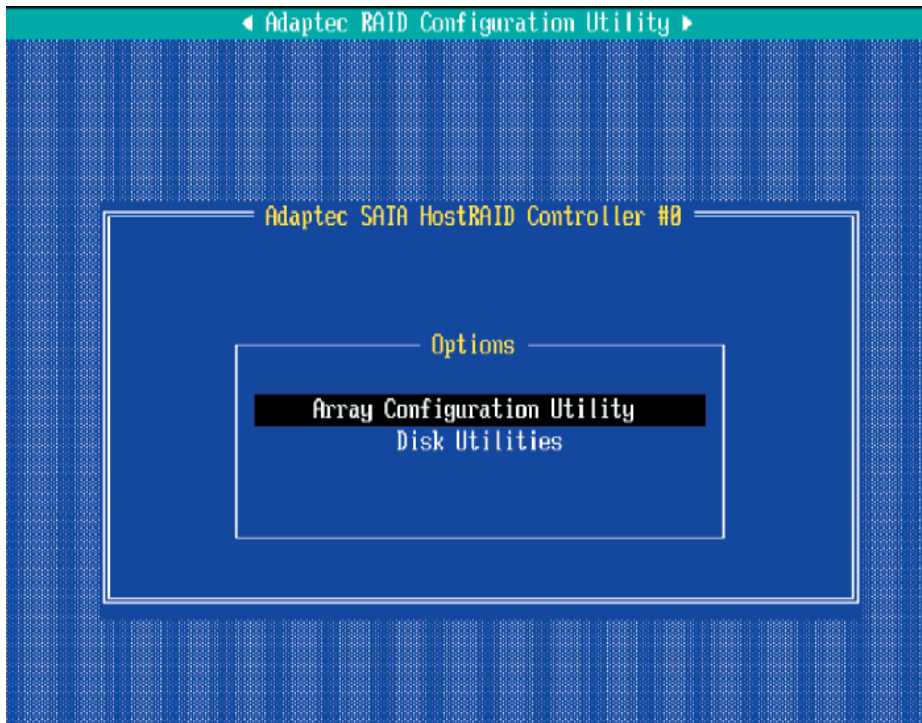 Adaptec RAID Configuration Utility
Adaptec SATA HostRAID Controller #0
Options
Array Configuration Utility
Disk Utilities